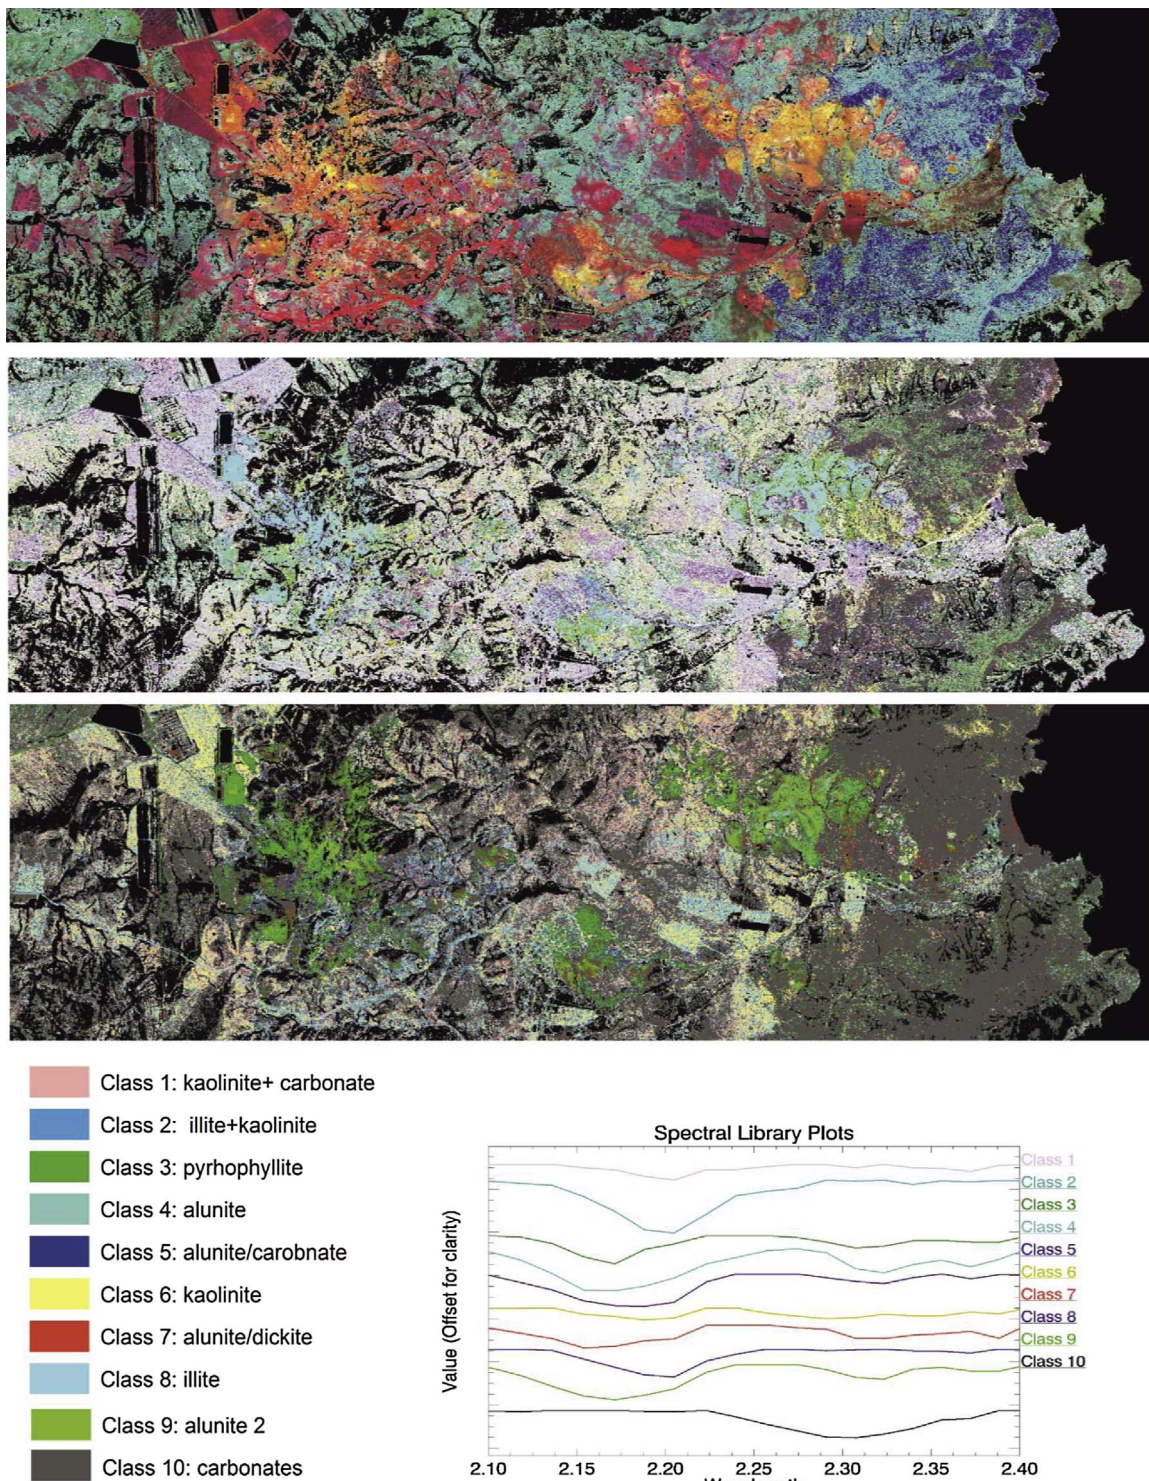 Class 1: kaolinite+ carbonate
Class 2: illite+kaolinite
Class 3: pyrhophyllite
Class 4: alunite
Class 5: alunite/carobnate
Class 6: kaolinite
Class 7: alunite/dickite
Class 8: illite
Class 9: alunite 2
Class 10: carbonates
Spectral Library Plots
Value (Offset for clarity)
Class 1
Class 2
Class 3
Class 4
Class 5
Class 6
Class 7
Class 8
Class 9
Class 10
2.10 2.15 2.20 2.25 2.30 2.35 2.40